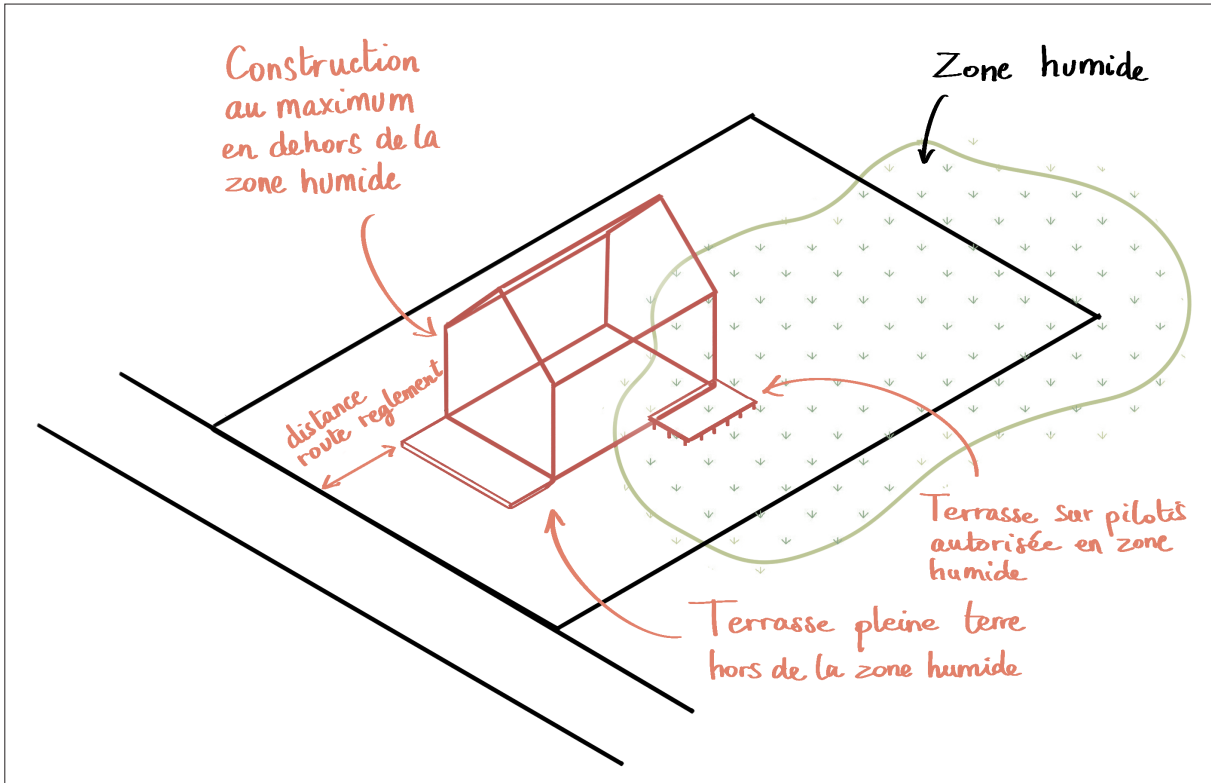 Construction
au maximum
en dehors de la
zone humide
Zone humide
distance
route reglement
Terrasse sur pilotis
autorisée en zone
humide
Terrasse pleine terre
hors de la zone humide